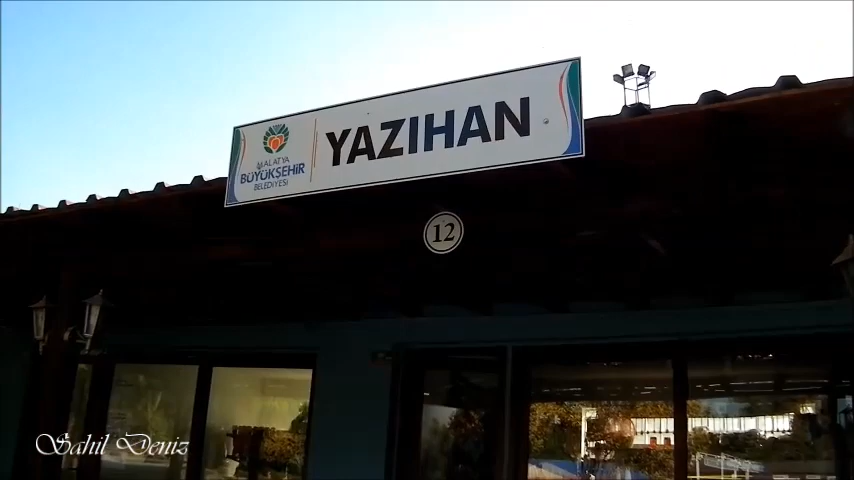 MALATYA
BÜYÜKŞEHİR
BELEDİYESİ
YAZIHAN
12
Sahil Deniz